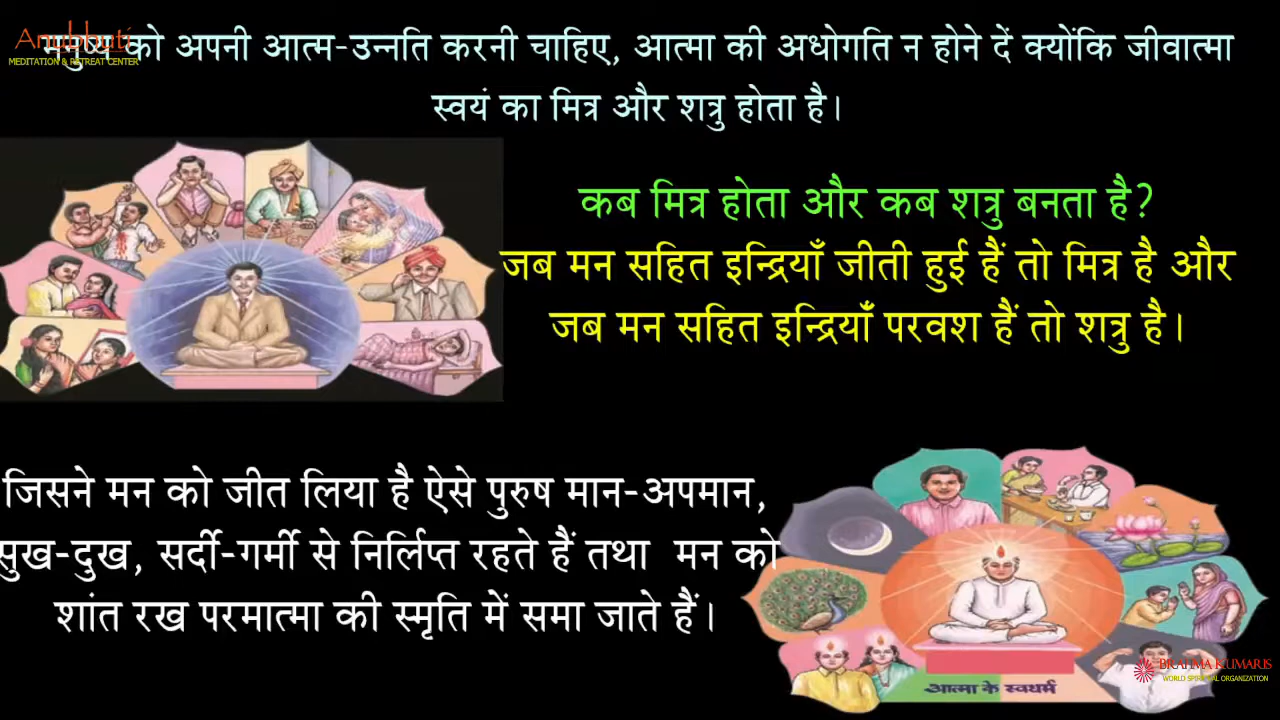 Anubhuti
MEDITATION & RETREAT CENTER
मनुष्य को अपनी आत्म-उन्नति करनी चाहिए, आत्मा की अधोगति न होने दें क्योंकि जीवात्मा
स्वयं का मित्र और शत्रु होता है।
कब मित्र होता और कब शत्रु बनता है?
जब मन सहित इन्द्रियाँ जीती हुई हैं तो मित्र है और
जब मन सहित इन्द्रियाँ परवश हैं तो शत्रु है।
जिसने मन को जीत लिया है ऐसे पुरुष मान-अपमान,
सुख-दुख, सर्दी-गर्मी से निर्लिप्त रहते हैं तथा मन को
शांत रख परमात्मा की स्मृति में समा जाते हैं।
आत्मा के स्वधर्म
BRAHMA KUMARIS
WORLD SPIRITUAL ORGANIZATION